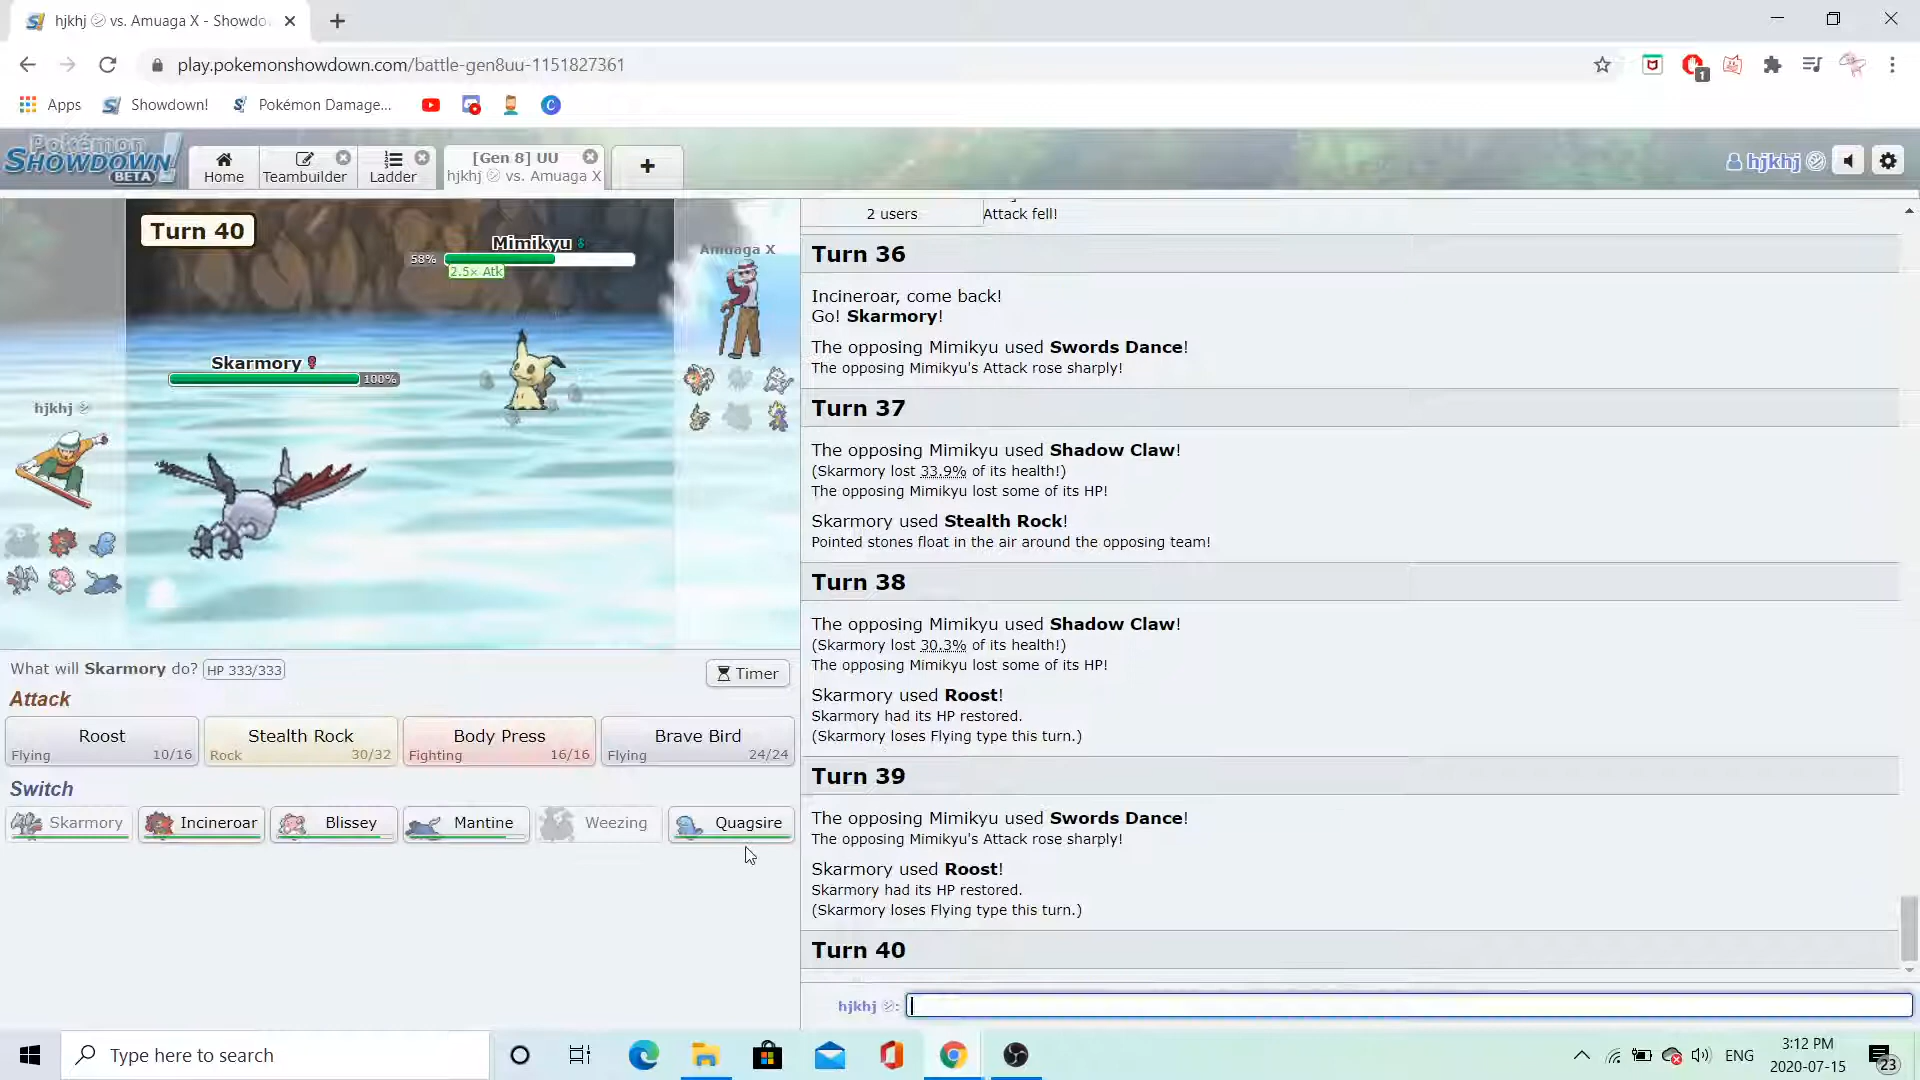 hjkhj vs. Amuaga X - Showdo
play.pokemonshowdown.com/battle-gen8uu-1151827361
1
Apps
Showdown!
Pokémon Damage...
Pokémon
SHOWDOWN!
BETA
Home
Teambuilder
Ladder
[Gen 8] UU
hjkhj vs. Amuaga X
+
hjkhj
Turn 40
Mimikyu
58%
2.5× Atk
Amuaga X
Skarmory
100%
hjkhj
What will Skarmory do? HP 333/333
Timer
Attack
Roost
Flying 10/16
Stealth Rock
Rock 30/32
Body Press
Fighting 16/16
Brave Bird
Flying 24/24
Switch
Skarmory
Incineroar
Blissey
Mantine
Weezing
Quagsire
2 users
Attack fell!
Turn 36
Incineroar, come back!
Go! Skarmory!
The opposing Mimikyu used Swords Dance!
The opposing Mimikyu's Attack rose sharply!
Turn 37
The opposing Mimikyu used Shadow Claw!
(Skarmory lost 33.9% of its health!)
The opposing Mimikyu lost some of its HP!
Skarmory used Stealth Rock!
Pointed stones float in the air around the opposing team!
Turn 38
The opposing Mimikyu used Shadow Claw!
(Skarmory lost 30.3% of its health!)
The opposing Mimikyu lost some of its HP!
Skarmory used Roost!
Skarmory had its HP restored.
(Skarmory loses Flying type this turn.)
Turn 39
The opposing Mimikyu used Swords Dance!
The opposing Mimikyu's Attack rose sharply!
Skarmory used Roost!
Skarmory had its HP restored.
(Skarmory loses Flying type this turn.)
Turn 40
hjkhj :
Type here to search
ENG
3:12 PM
2020-07-15
23